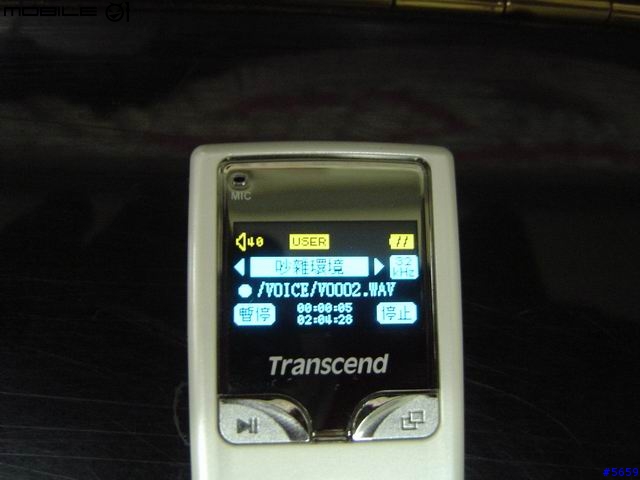 MOBILE 01
MIC
40 USER
吵雜環境 32 kHz
/VOICE/V0002.WAV
暫停 00:00:05 停止
02:04:28
Transcend
#5659